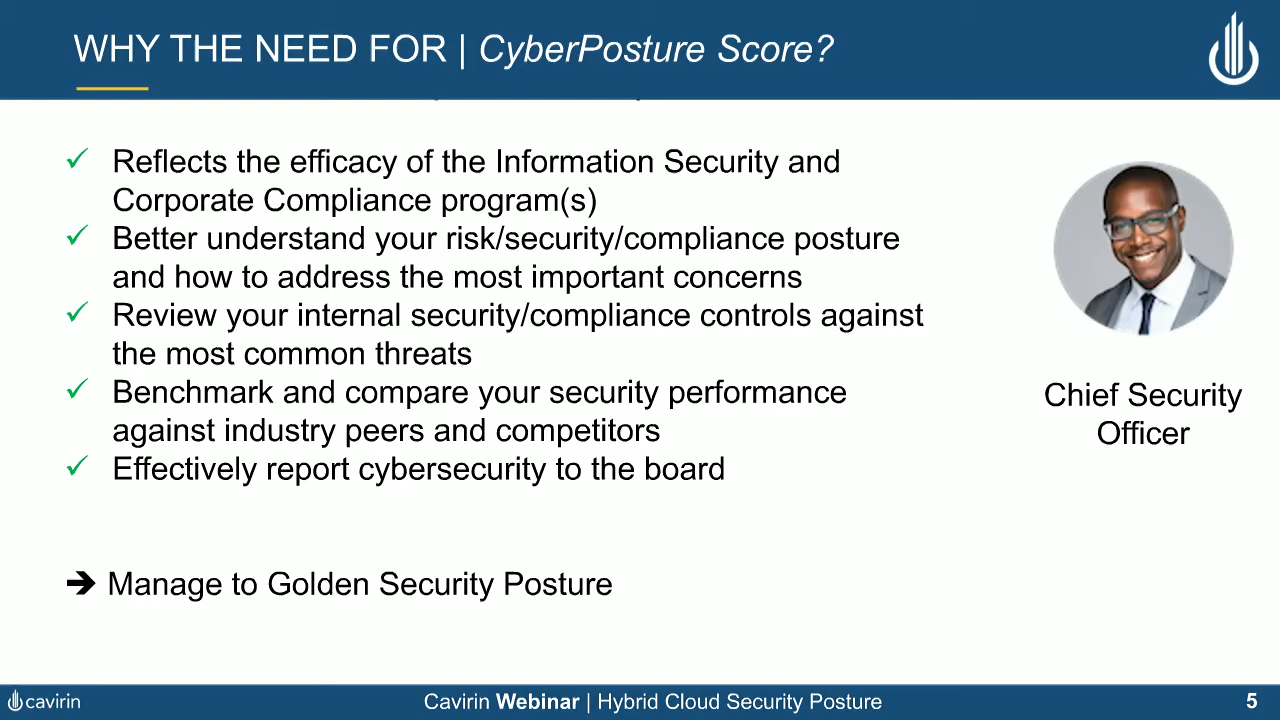 WHY THE NEED FOR | CyberPosture Score?
✓ Reflects the efficacy of the Information Security and
Corporate Compliance program(s)
✓ Better understand your risk/security/compliance posture
and how to address the most important concerns
✓ Review your internal security/compliance controls against
the most common threats
✓ Benchmark and compare your security performance
against industry peers and competitors
✓ Effectively report cybersecurity to the board
Chief Security
Officer
➔ Manage to Golden Security Posture
cavirin
Cavirin Webinar | Hybrid Cloud Security Posture
5